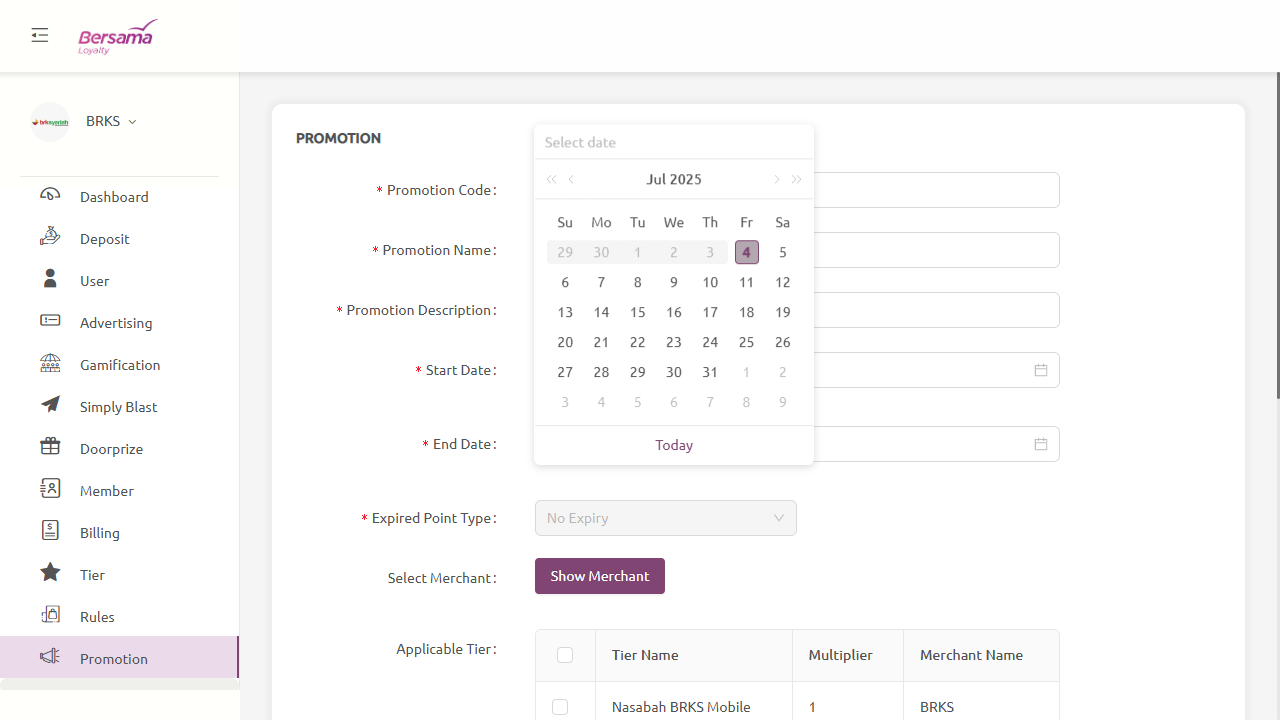 Bersama
Loyalty
brksyariah
BRKS
Dashboard
Deposit
User
Advertising
Gamification
Simply Blast
Doorprize
Member
Billing
Tier
Rules
Promotion
PROMOTION
* Promotion Code:
* Promotion Name:
* Promotion Description:
* Start Date:
* End Date:
* Expired Point Type:
Select Merchant:
Applicable Tier:
Select date
Jul 2025
Su Mo Tu We Th Fr Sa
29 30 1 2 3 4 5
6 7 8 9 10 11 12
13 14 15 16 17 18 19
20 21 22 23 24 25 26
27 28 29 30 31 1 2
3 4 5 6 7 8 9
Today
No Expiry
Show Merchant
Tier Name Multiplier Merchant Name
Nasabah BRKS Mobile 1 BRKS